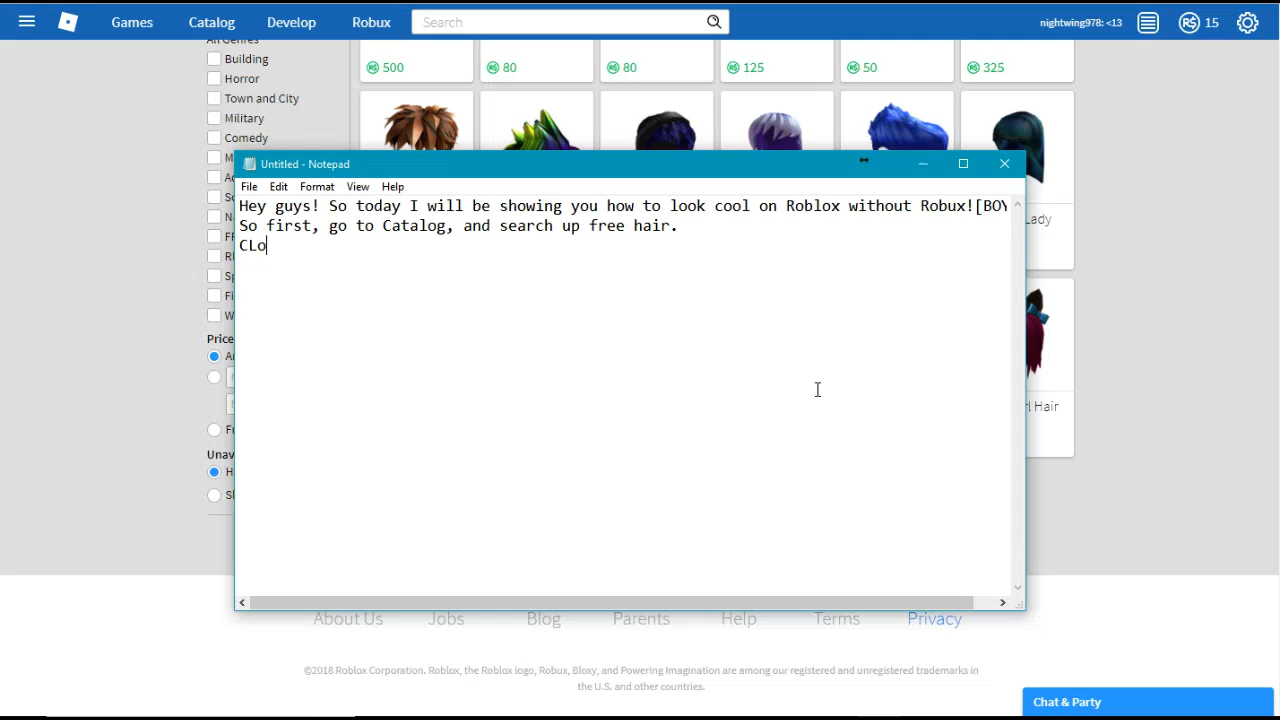 Games Catalog Develop Robux Search nightwing978: <13 15
All Genres
Building
Horror
Town and City
Military
Comedy
500 80 80 125 50 325
Untitled - Notepad
File Edit Format View Help
Hey guys! So today I will be showing you how to look cool on Roblox without Robux![BOY
So first, go to Catalog, and search up free hair.
CLo
Lady
Price
rl Hair
Unav
About Us Jobs Blog Parents Help Terms Privacy
©2018 Roblox Corporation. Roblox, the Roblox logo, Robux, Bloxy, and Powering Imagination are among our registered and unregistered trademarks in
the U.S. and other countries.
Chat & Party